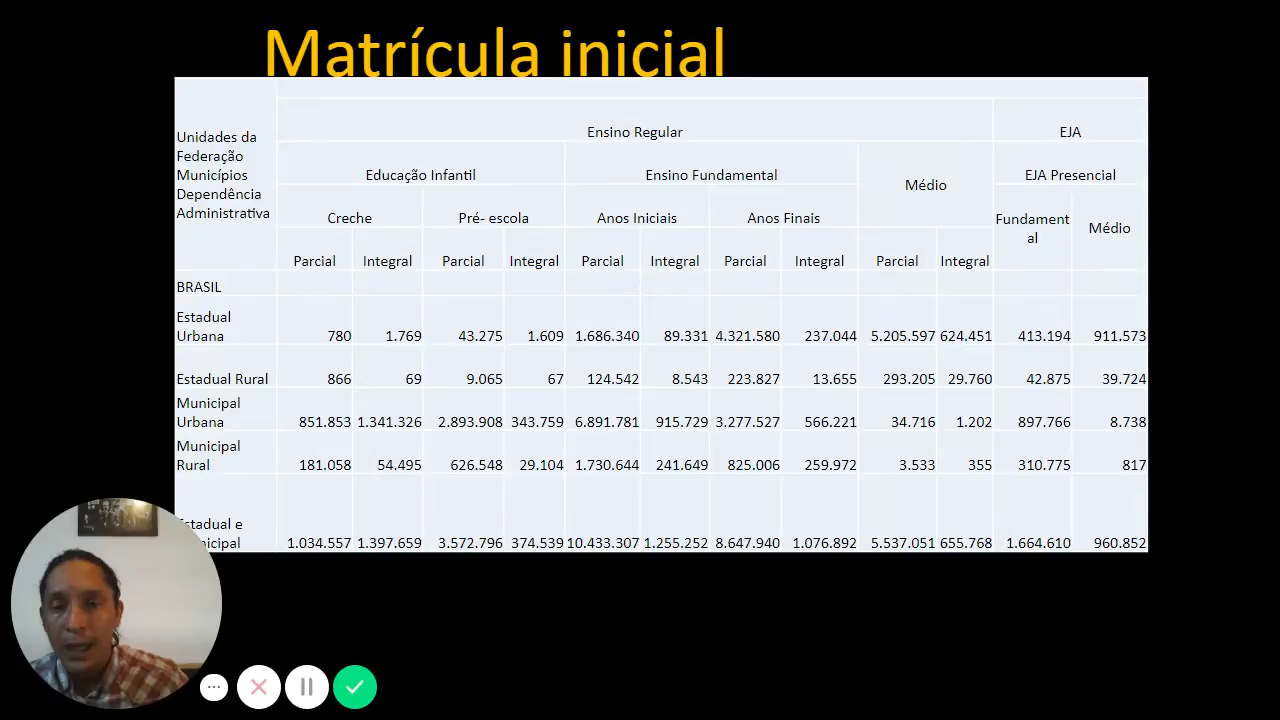 Matrícula inicial
Unidades da
Federação
Municípios
Dependência
Administrativa
Ensino Regular
EJA
Educação Infantil
Ensino Fundamental
Médio
EJA Presencial
Creche
Pré- escola
Anos Iniciais
Anos Finais
Fundament
al
Médio
Parcial Integral Parcial Integral Parcial Integral Parcial Integral Parcial Integral
BRASIL
Estadual
Urbana 780 1.769 43.275 1.609 1.686.340 89.331 4.321.580 237.044 5.205.597 624.451 413.194 911.573
Estadual Rural 866 69 9.065 67 124.542 8.543 223.827 13.655 293.205 29.760 42.875 39.724
Municipal
Urbana 851.853 1.341.326 2.893.908 343.759 6.891.781 915.729 3.277.527 566.221 34.716 1.202 897.766 8.738
Municipal
Rural 181.058 54.495 626.548 29.104 1.730.644 241.649 825.006 259.972 3.533 355 310.775 817
Estadual e
Municipal 1.034.557 1.397.659 3.572.796 374.539 10.433.307 1.255.252 8.647.940 1.076.892 5.537.051 655.768 1.664.610 960.852